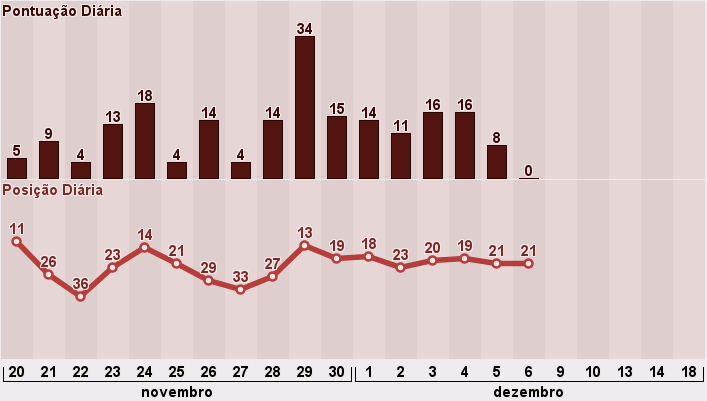 Pontuação Diária
5 9 4 13 18 4 14 4 14 34 15 14 11 16 16 8 0
Posição Diária
11 26 36 23 14 21 29 33 27 13 19 18 23 20 19 21 21
20 21 22 23 24 25 26 27 28 29 30 1 2 3 4 5 6 9 10 13 14 18
novembro dezembro